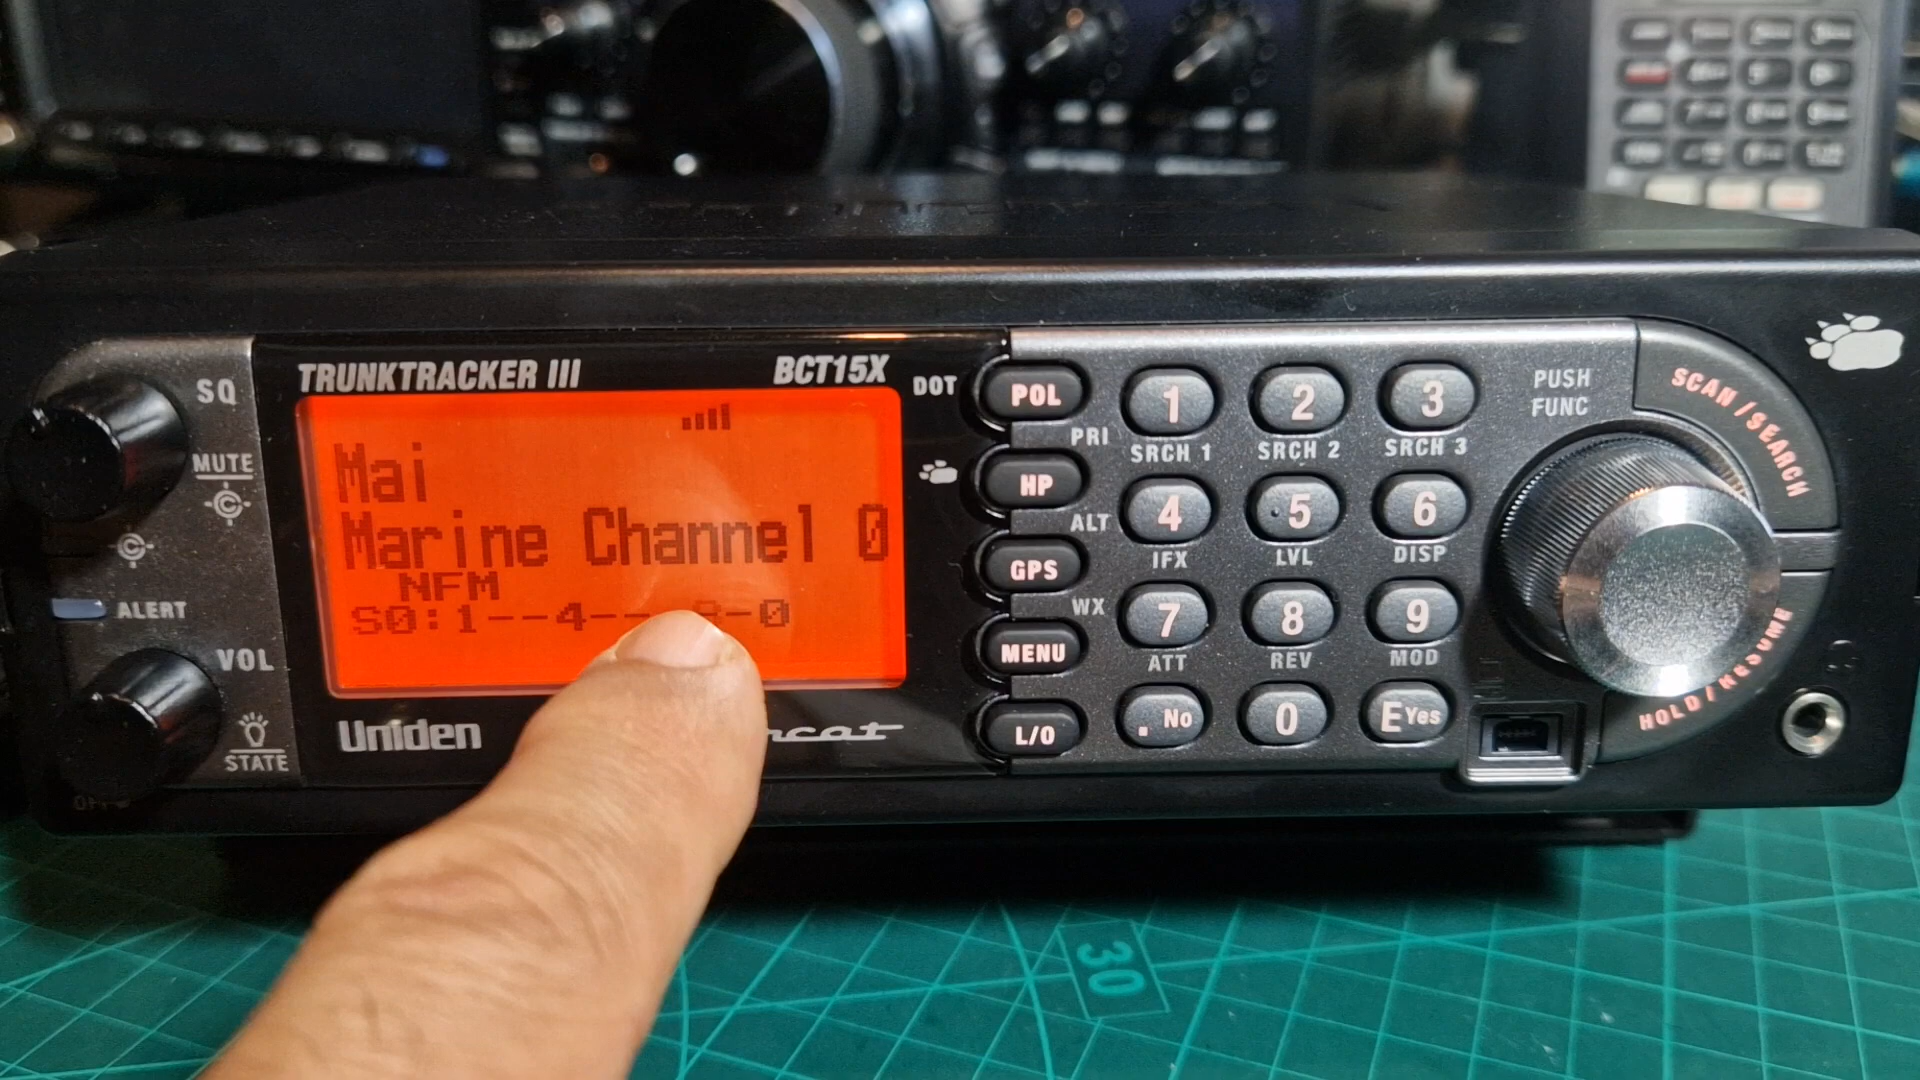 TRUNKTRACKER III
BCT15X
SQ
MUTE
ALERT
VOL
STATE
Mai
Marine Channel 0
NFM
S0:1--4-- 8-0
Uniden
DOT
POL
PRI
HP
ALT
GPS
WX
MENU
L/O
1
2
3
SRCH 1
SRCH 2
SRCH 3
4
5
6
IFX
LVL
DISP
7
8
9
ATT
REV
MOD
. No
0
E Yes
PUSH
FUNC
SCAN / SEARCH
HOLD / RESUME
30